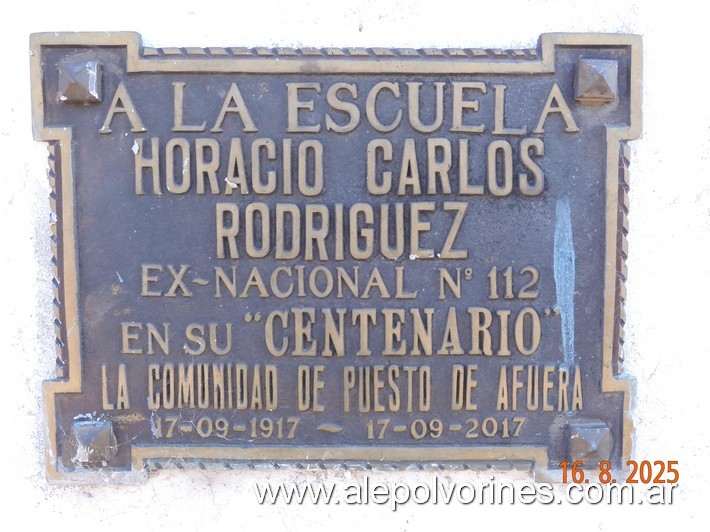 A LA ESCUELA
HORACIO CARLOS
RODRIGUEZ
EX-NACIONAL Nº 112
EN SU "CENTENARIO"
LA COMUNIDAD DE PUESTO DE AFUERA
17-09-1917 ~ 17-09-2017
16. 8. 2025
www.alepolvorines.com.ar